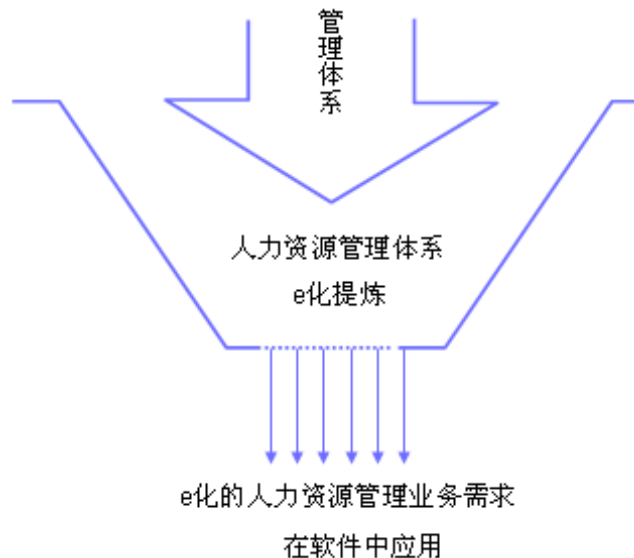 管理体系
人力资源管理体系
e化提炼
e化的人力资源管理业务需求
在软件中应用